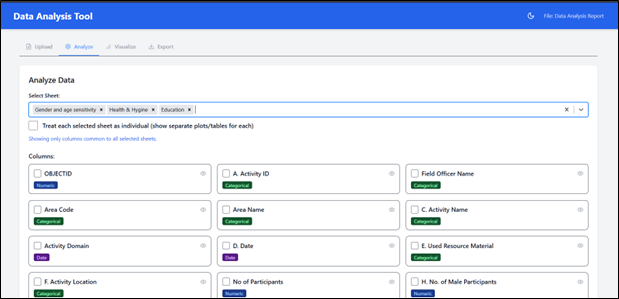 Data Analysis Tool
File: Data Analysis Report
Upload Analyze Visualize Export
Analyze Data
Select Sheet:
Gender and age sensitivity × Health & Hygine × Education ×
Treat each selected sheet as individual (show separate plots/tables for each)
Showing only columns common to all selected sheets.
Columns:
OBJECTID A. Activity ID Field Officer Name
Numeric Categorical Categorical
Area Code Area Name C. Activity Name
Categorical Categorical Categorical
Activity Domain D. Date E. Used Resource Material
Date Date Categorical
F. Activity Location No of Participants H. No. of Male Participants
Categorical Numeric Numeric